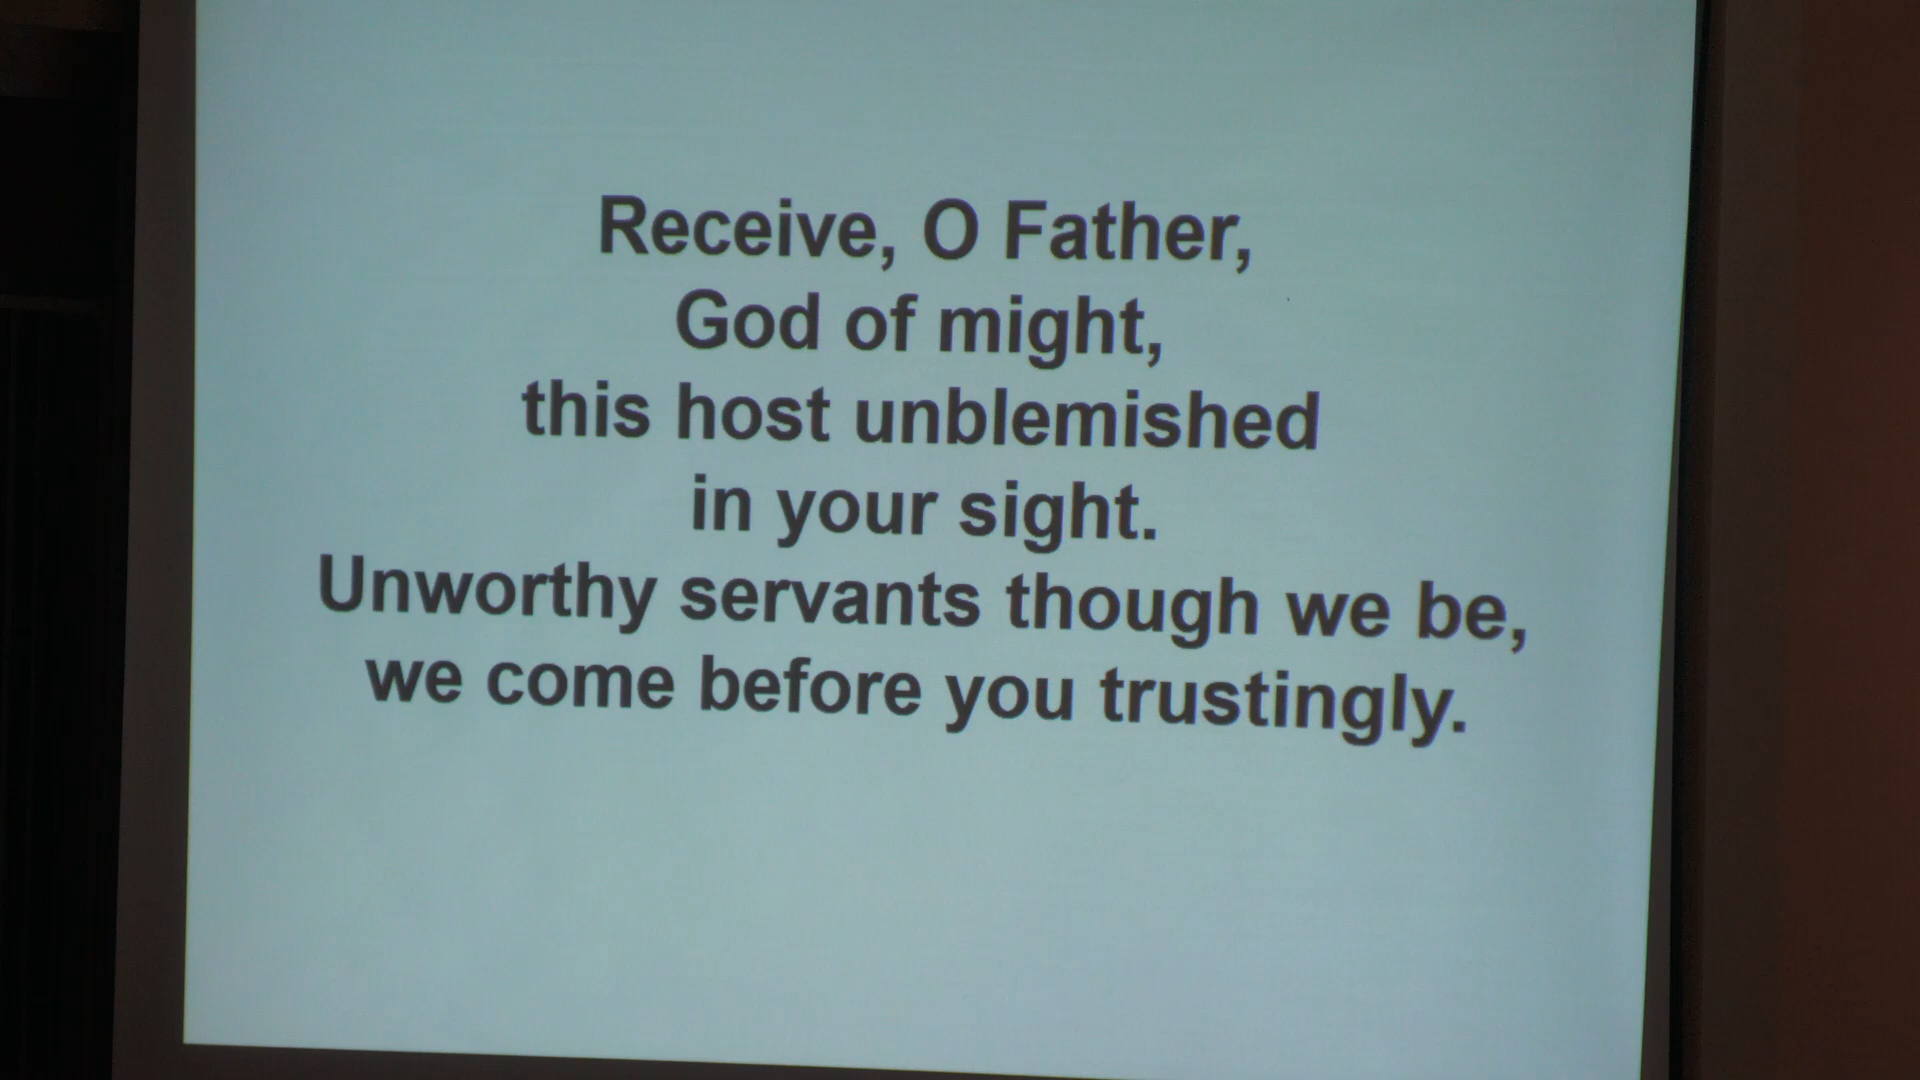 Receive, O Father,
God of might,
this host unblemished
in your sight.
Unworthy servants though we be,
we come before you trustingly.